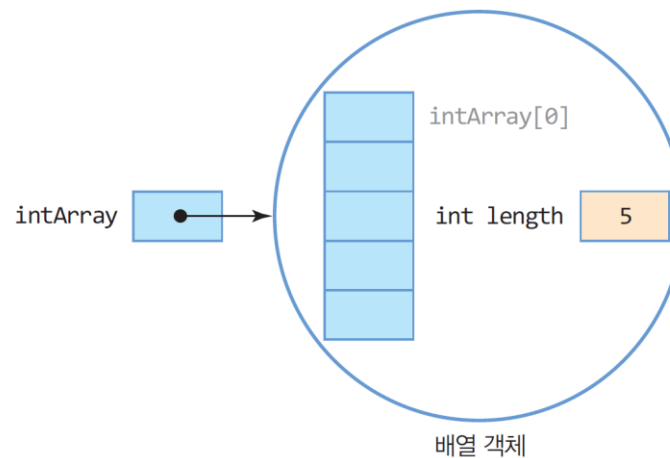 intArray[0]
intArray
int length
5
배열 객체